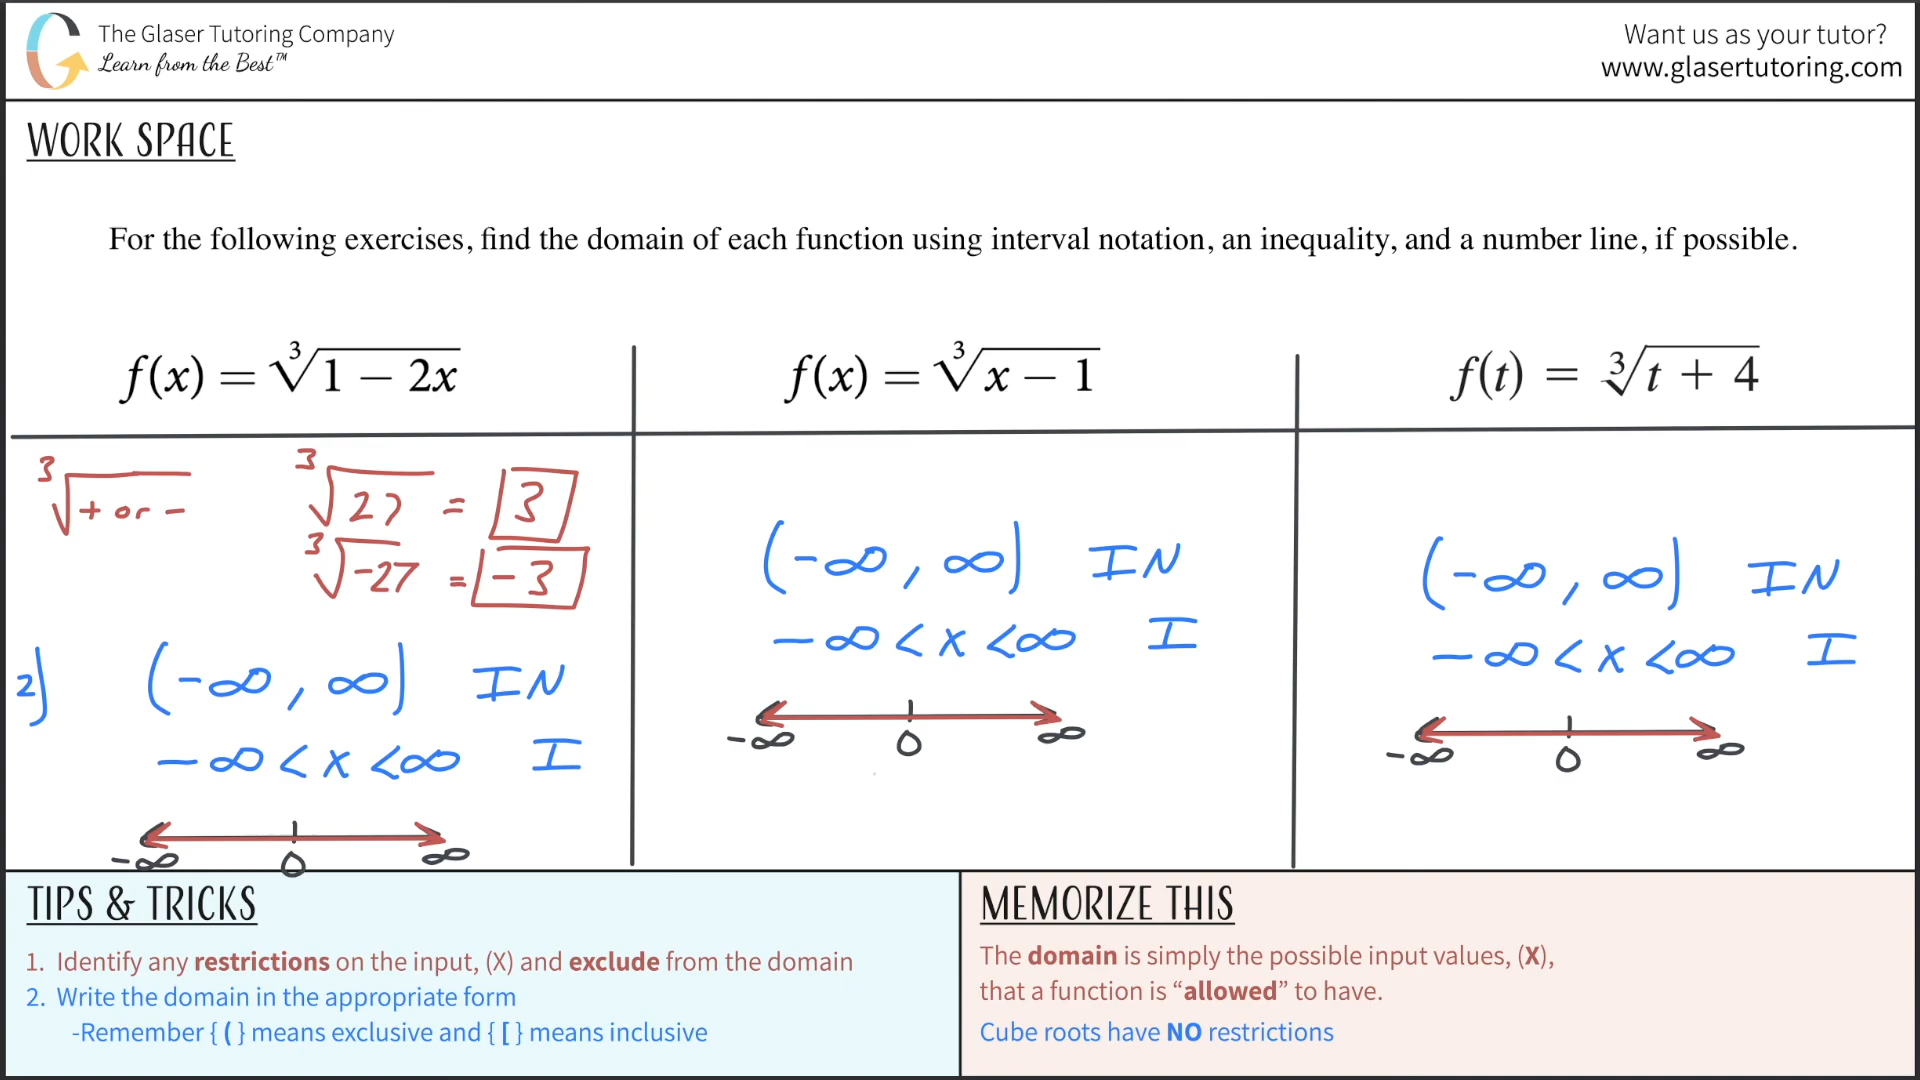 The Glaser Tutoring Company
Learn from the Best™
Want us as your tutor?
www.glasertutoring.com
WORK SPACE
For the following exercises, find the domain of each function using interval notation, an inequality, and a number line, if possible.
f(x) = ∛(1 − 2x)
f(x) = ∛(x − 1)
f(t) = ∛(t + 4)
∛(+ or −)
∛27 = 3
∛−27 = −3
2) (−∞, ∞) IN
−∞ < x < ∞ I
−∞ 0 ∞
(−∞, ∞) IN
−∞ < x < ∞ I
−∞ 0 ∞
(−∞, ∞) IN
−∞ < x < ∞ I
−∞ 0 ∞
TIPS & TRICKS
1. Identify any restrictions on the input, (X) and exclude from the domain
2. Write the domain in the appropriate form
-Remember { ( } means exclusive and { [ } means inclusive
MEMORIZE THIS
The domain is simply the possible input values, (X),
that a function is “allowed” to have.
Cube roots have NO restrictions